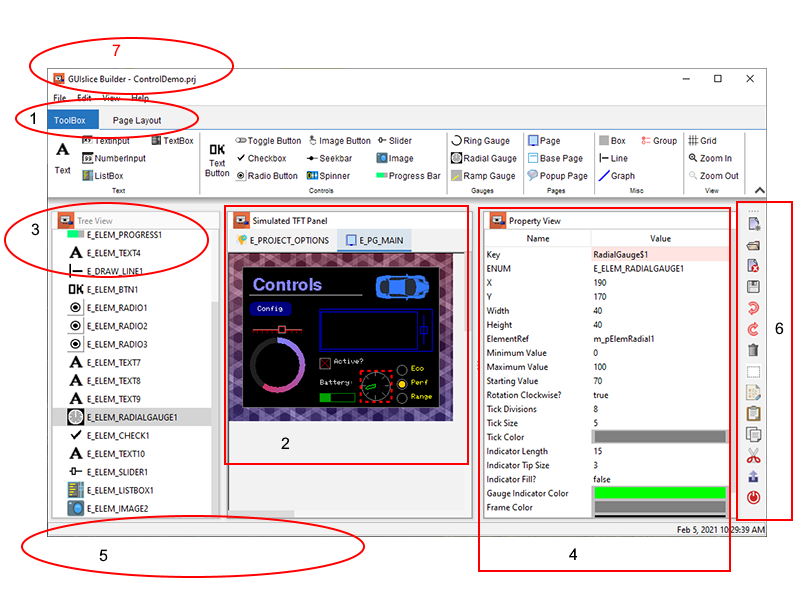 7
GUIslice Builder - ControlDemo.prj
File Edit View Help
1 ToolBox Page Layout
TextInput TextBox Toggle Button Image Button Slider Ring Gauge Page Box Group Grid
A OK NumberInput Checkbox Seekbar Image Radial Gauge Base Page Line Zoom In
Text Text Button ListBox Radio Button Spinner Progress Bar Ramp Gauge Popup Page Graph Zoom Out
Text Controls Gauges Pages Misc View
3
Tree View
E_ELEM_PROGRESS1
A E_ELEM_TEXT4
E_DRAW_LINE1
OK E_ELEM_BTN1
E_ELEM_RADIO1
E_ELEM_RADIO2
E_ELEM_RADIO3
A E_ELEM_TEXT7
A E_ELEM_TEXT8
A E_ELEM_TEXT9
E_ELEM_RADIALGAUGE1
E_ELEM_CHECK1
A E_ELEM_TEXT10
E_ELEM_SLIDER1
E_ELEM_LISTBOX1
E_ELEM_IMAGE2
Simulated TFT Panel
E_PROJECT_OPTIONS E_PG_MAIN
Controls
Config
Active?
Battery:
Eco
Perf
Range
2
Property View
Name Value
Key RadialGauge$1
ENUM E_ELEM_RADIALGAUGE1
X 190
Y 170
Width 40
Height 40
ElementRef m_pElemRadial1
Minimum Value 0
Maximum Value 100
Starting Value 70
Rotation Clockwise? true
Tick Divisions 8
Tick Size 5
Tick Color
Indicator Length 15
Indicator Tip Size 3
Indicator Fill? false
Gauge Indicator Color
Frame Color
6
Feb 5, 2021 10:29:39 AM
5
4